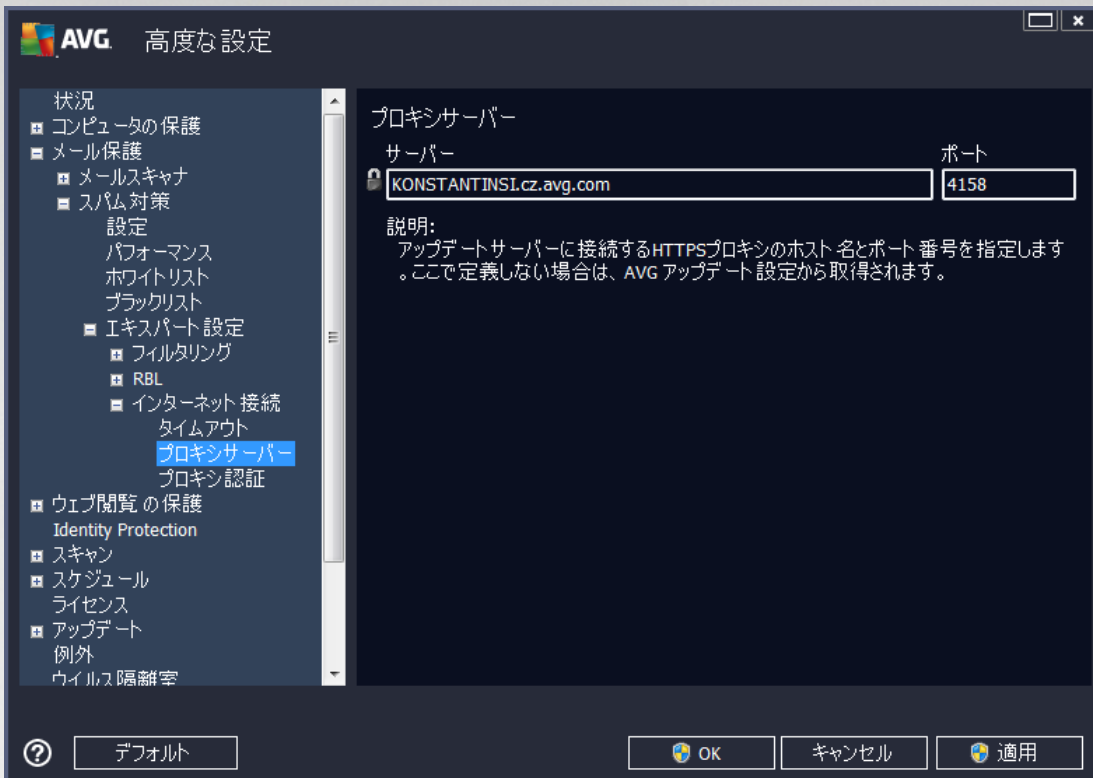 AVG. 高度な設定
状況
コンピュータの保護
メール保護
メールスキャナ
スパム対策
設定
パフォーマンス
ホワイトリスト
ブラックリスト
エキスパート設定
フィルタリング
RBL
インターネット接続
タイムアウト
プロキシサーバー
プロキシ認証
ウェブ閲覧の保護
Identity Protection
スキャン
スケジュール
ライセンス
アップデート
例外
ウイルス隔離室
プロキシサーバー
サーバー ポート
KONSTANTINSI.cz.avg.com 4158
説明:
アップデートサーバーに接続するHTTPSプロキシのホスト名とポート番号を指定します
。ここで定義しない場合は、AVG アップデート設定から取得されます。
デフォルト OK キャンセル 適用